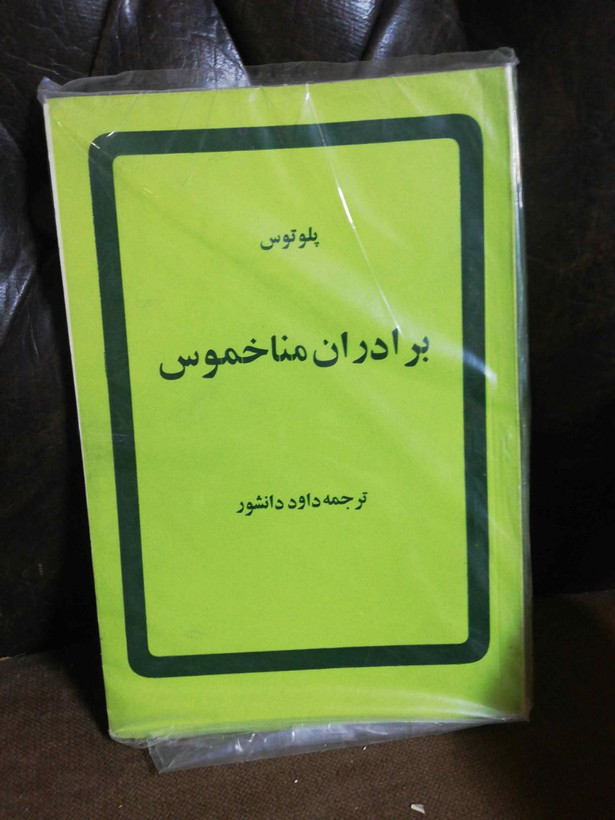 پلوتوس
برادران مناخموس
ترجمه داود دانشور